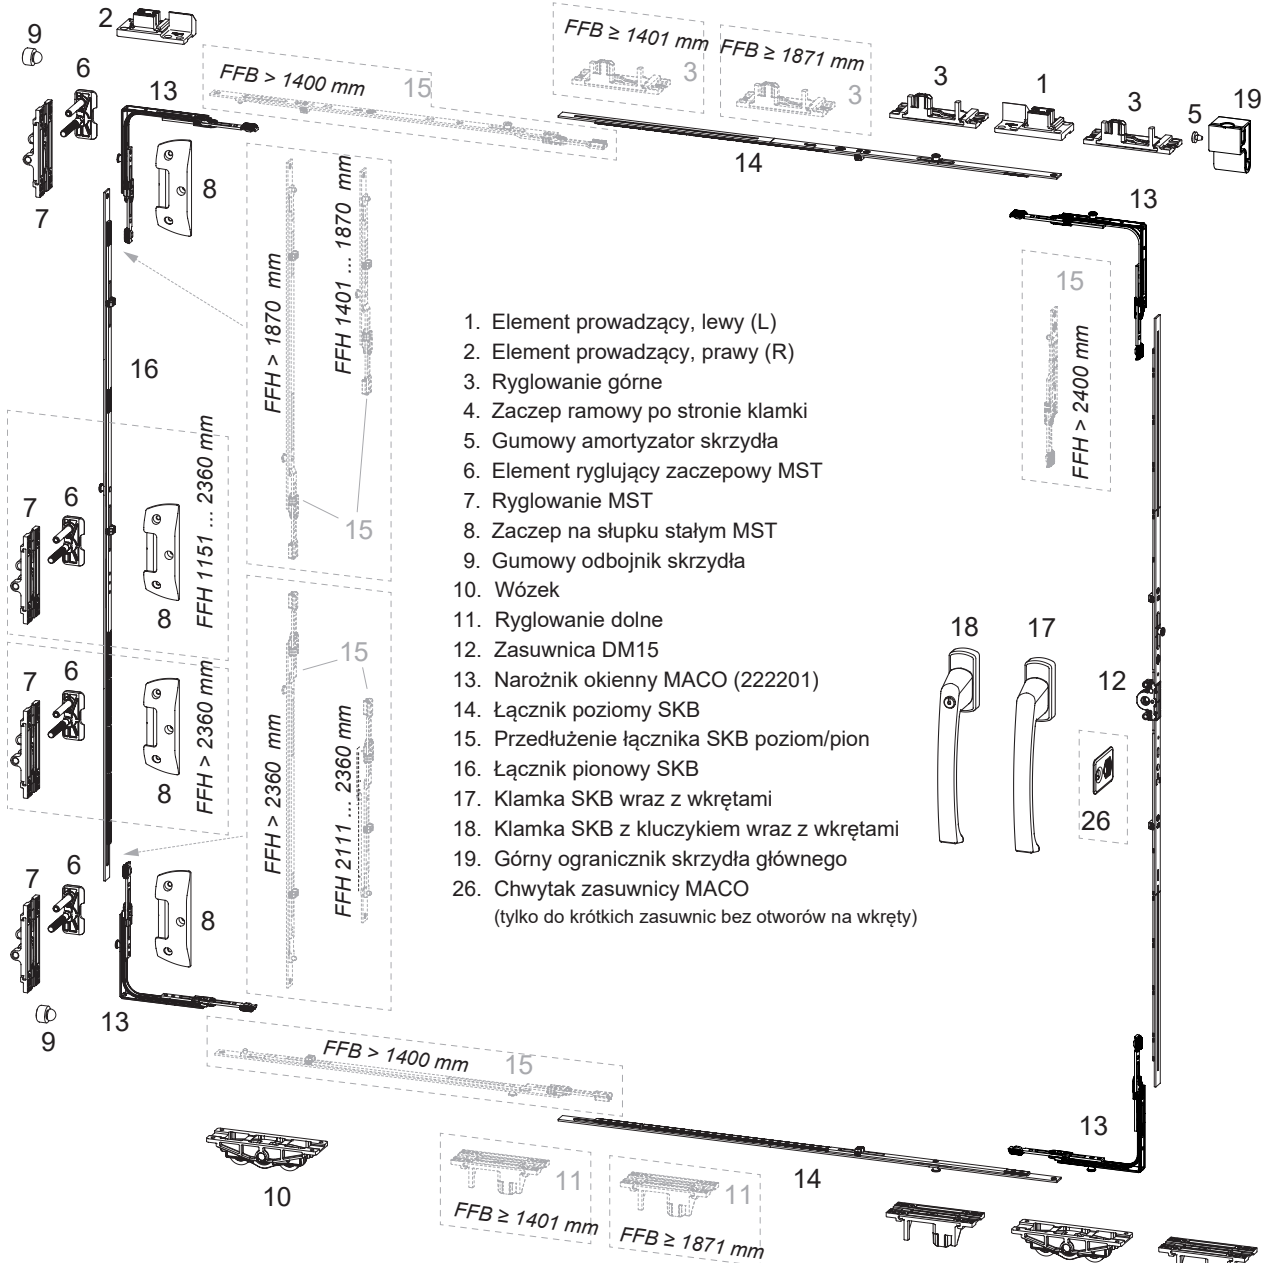 2
9
6
13
FFB > 1400 mm
15
FFB ≥ 1401 mm
3
FFB ≥ 1871 mm
3
3
1
3
5
19
14
7
8
13
FFH > 1870 mm
FFH 1401 ... 1870 mm
15
15
FFH > 2400 mm
16
1. Element prowadzący, lewy (L)
2. Element prowadzący, prawy (R)
3. Ryglowanie górne
4. Zaczep ramowy po stronie klamki
5. Gumowy amortyzator skrzydła
6. Element ryglujący zaczepowy MST
7. Ryglowanie MST
8. Zaczep na słupku stałym MST
9. Gumowy odbojnik skrzydła
10. Wózek
11. Ryglowanie dolne
12. Zasuwnica DM15
13. Narożnik okienny MACO (222201)
14. Łącznik poziomy SKB
15. Przedłużenie łącznika SKB poziom/pion
16. Łącznik pionowy SKB
17. Klamka SKB wraz z wkrętami
18. Klamka SKB z kluczykiem wraz z wkrętami
19. Górny ogranicznik skrzydła głównego
26. Chwytak zasuwnicy MACO
(tylko do krótkich zasuwnic bez otworów na wkręty)
7
6
8
FFH 1151 ... 2360 mm
7
6
8
FFH > 2360 mm
15
FFH > 2360 mm
FFH 2111 ... 2360 mm
18
17
12
26
7
6
8
13
9
FFB > 1400 mm
15
13
10
11
FFB ≥ 1401 mm
11
FFB ≥ 1871 mm
14